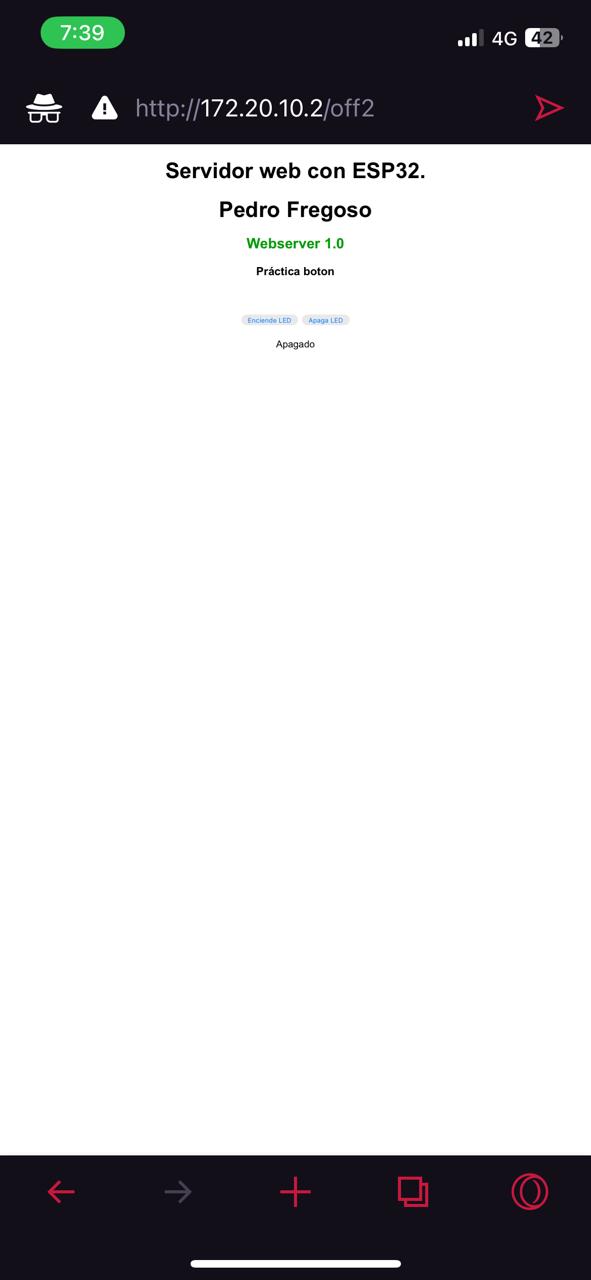 7:39
4G 42
http://172.20.10.2/off2
Servidor web con ESP32.
Pedro Fregoso
Webserver 1.0
Práctica boton
Enciende LED Apaga LED
Apagado